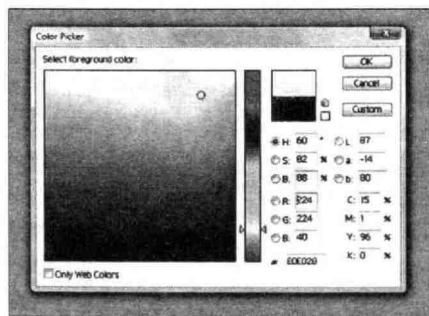 Color Picker
Select foreground color:
OK
Cancel
Custom
H: 60 °
L: 87
S: 82 %
a: -14
B: 88 %
b: 80
R: 224
C: 15 %
G: 224
M: 1 %
B: 40
Y: 96 %
# E0E028
K: 0 %
Only Web Colors